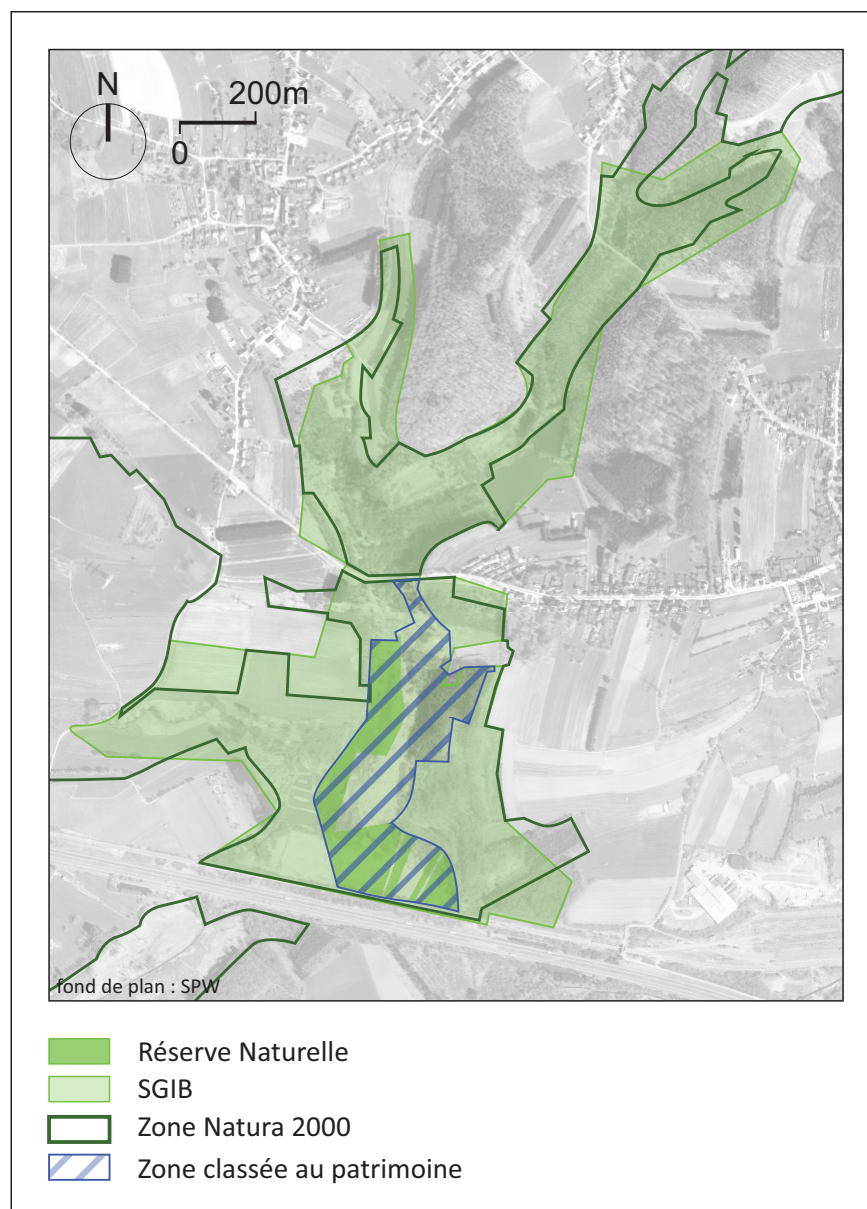 N
200m
0
fond de plan : SPW
Réserve Naturelle
SGIB
Zone Natura 2000
Zone classée au patrimoine